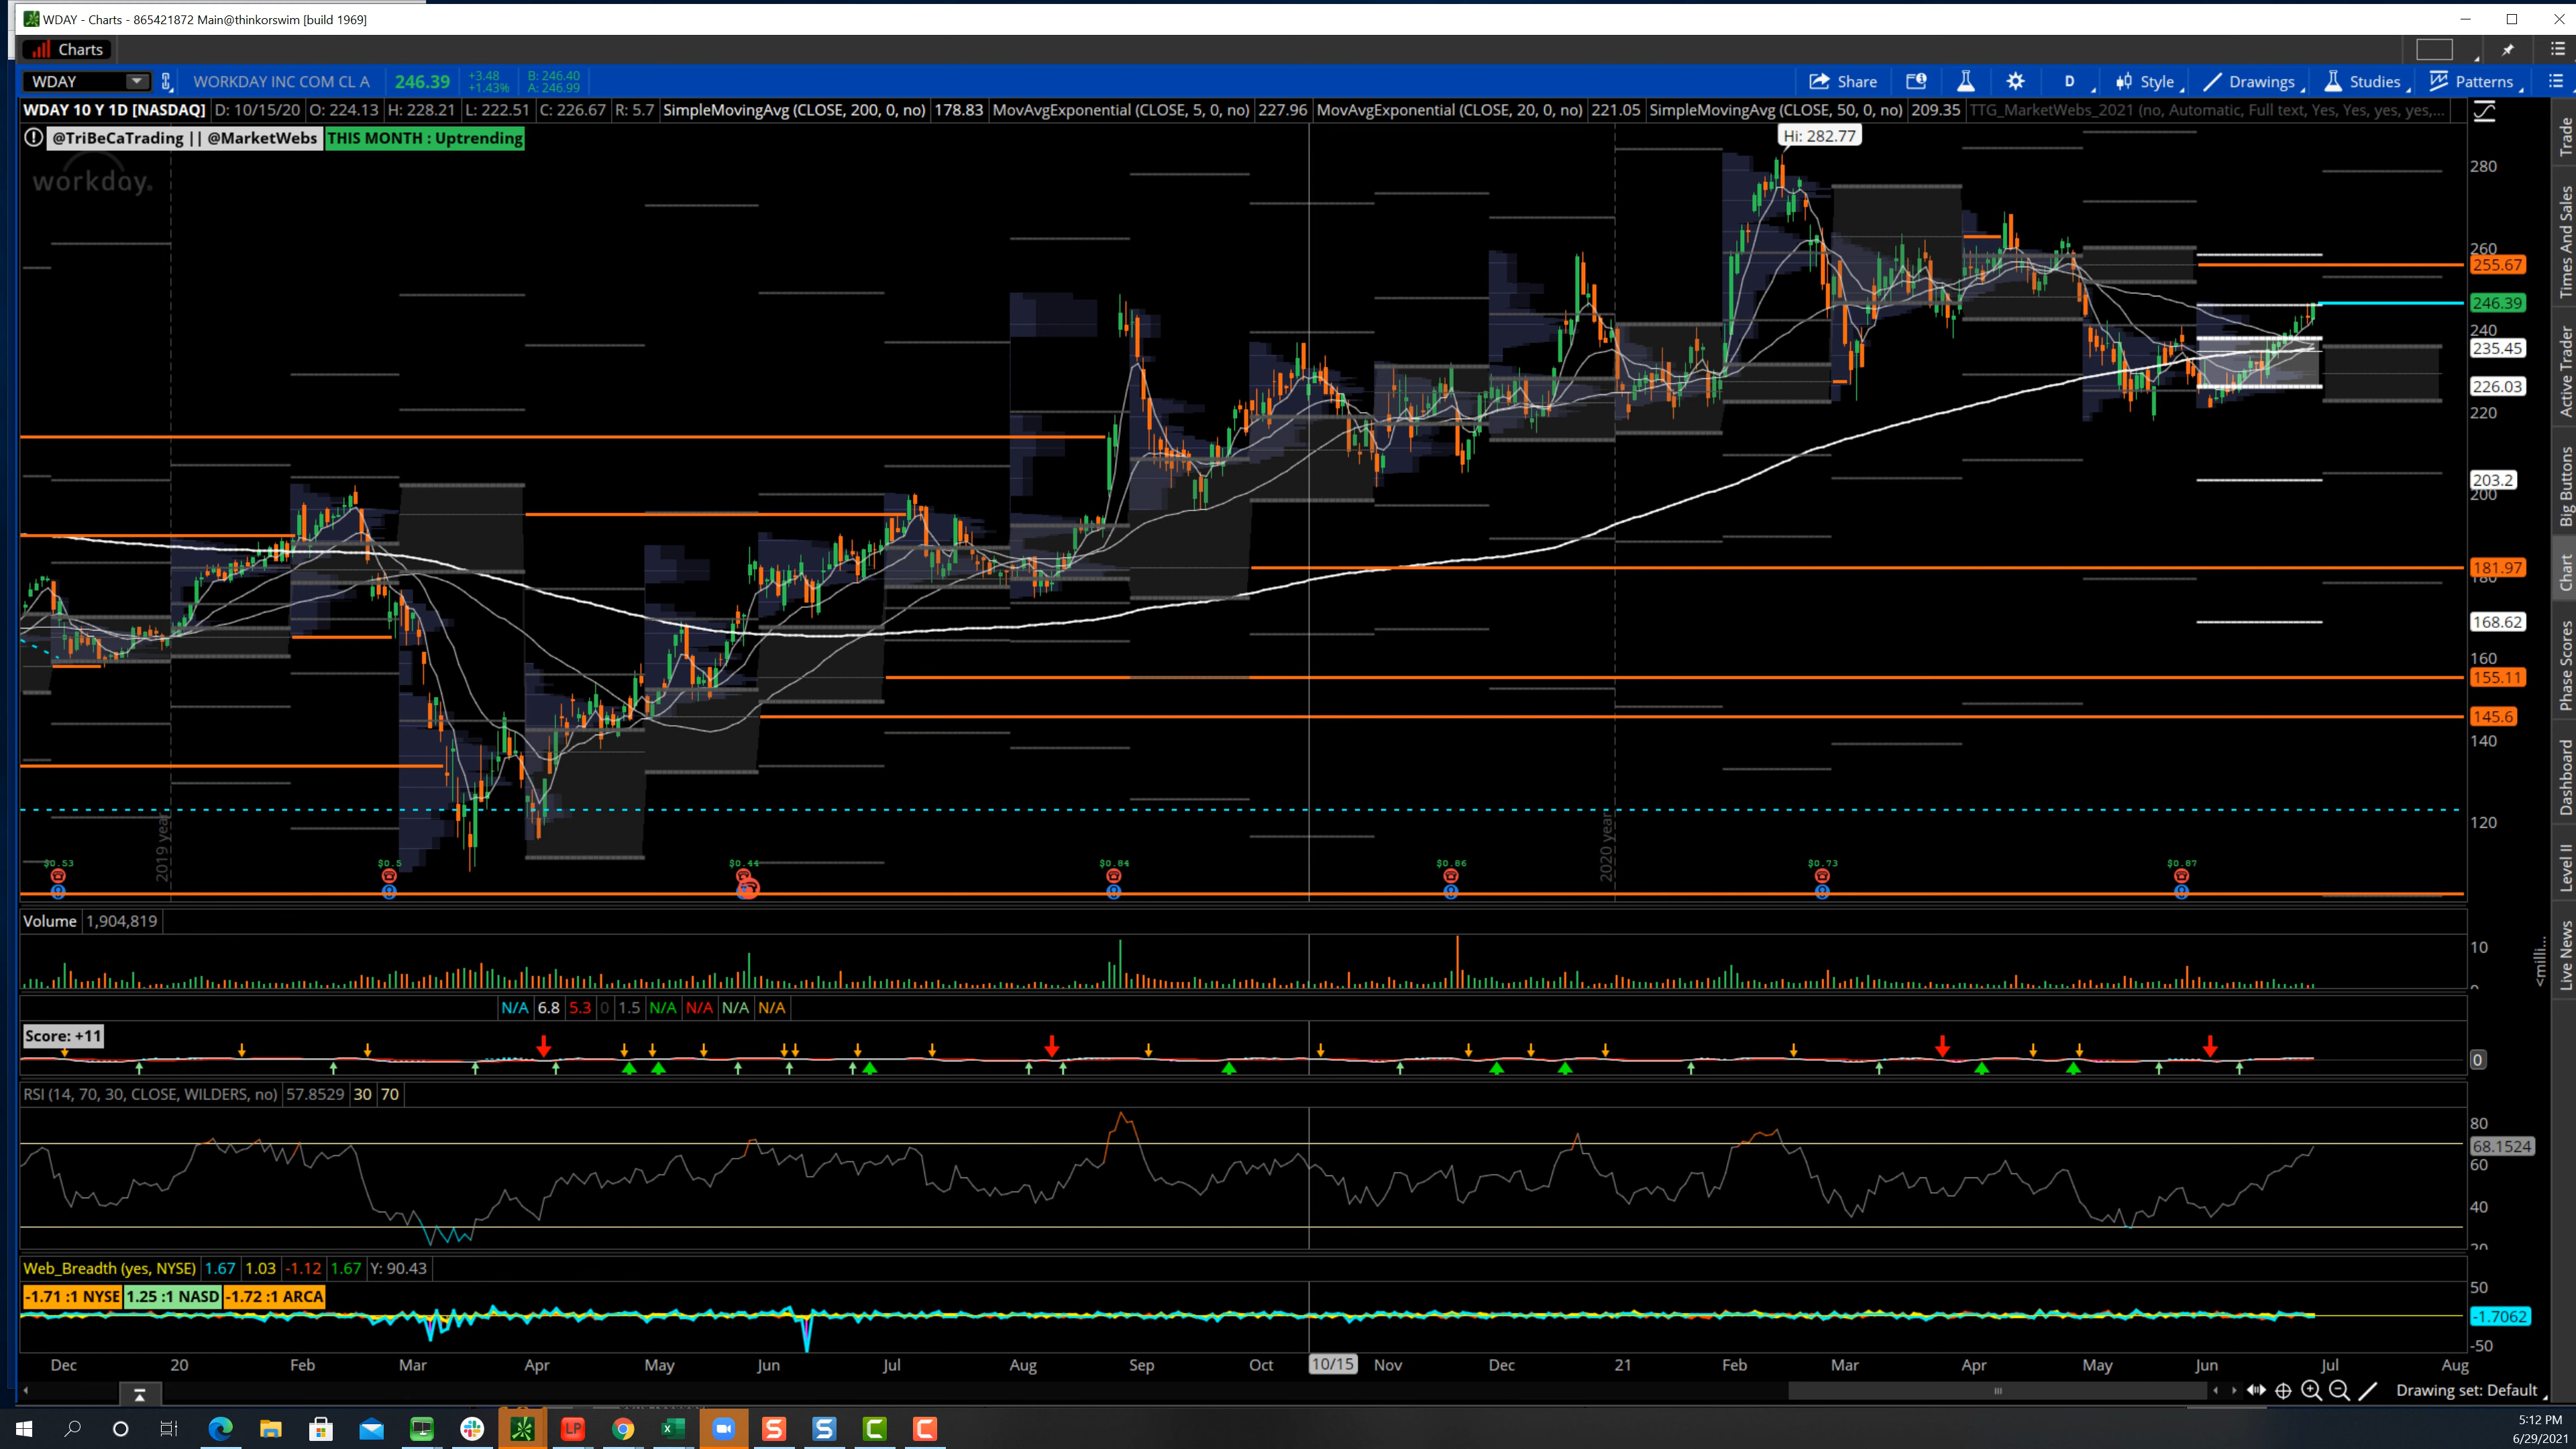 WDAY - Charts - 865421872 Main@thinkorswim [build 1969]
Charts
WDAY WORKDAY INC COM CL A 246.39 +3.48 +1.43% B: 246.40 A: 246.99 Share D Style Drawings Studies Patterns
WDAY 10 Y 1D [NASDAQ] D: 10/15/20 O: 224.13 H: 228.21 L: 222.51 C: 226.67 R: 5.7 SimpleMovingAvg (CLOSE, 200, 0, no) 178.83 MovAvgExponential (CLOSE, 5, 0, no) 227.96 MovAvgExponential (CLOSE, 20, 0, no) 221.05 SimpleMovingAvg (CLOSE, 50, 0, no) 209.35 TTG_MarketWebs_2021 (no, Automatic, Full text, Yes, Yes, yes, yes,...
@TriBeCaTrading || @MarketWebs THIS MONTH : Uptrending
workday.
Hi: 282.77
280
260
255.67
246.39
240
235.45
226.03
220
203.2
200
181.97
180
168.62
160
155.11
145.6
140
120
2019 year
2020 year
$0.53 $0.5 $0.44 $0.84 $0.86 $0.73 $0.87
Volume 1,904,819
10
<milli...
N/A 6.8 5.3 0 1.5 N/A N/A N/A N/A
Score: +11
0
RSI (14, 70, 30, CLOSE, WILDERS, no) 57.8529 30 70
80
68.1524
60
40
20
Web_Breadth (yes, NYSE) 1.67 1.03 -1.12 1.67 Y: 90.43
-1.71 :1 NYSE 1.25 :1 NASD -1.72 :1 ARCA
50
-1.7062
-50
Dec 20 Feb Mar Apr May Jun Jul Aug Sep Oct 10/15 Nov Dec 21 Feb Mar Apr May Jun Jul Aug
Drawing set: Default
Trade
Times And Sales
Active Trader
Big Buttons
Chart
Phase Scores
Dashboard
Level II
Live News
LP
5:12 PM
6/29/2021